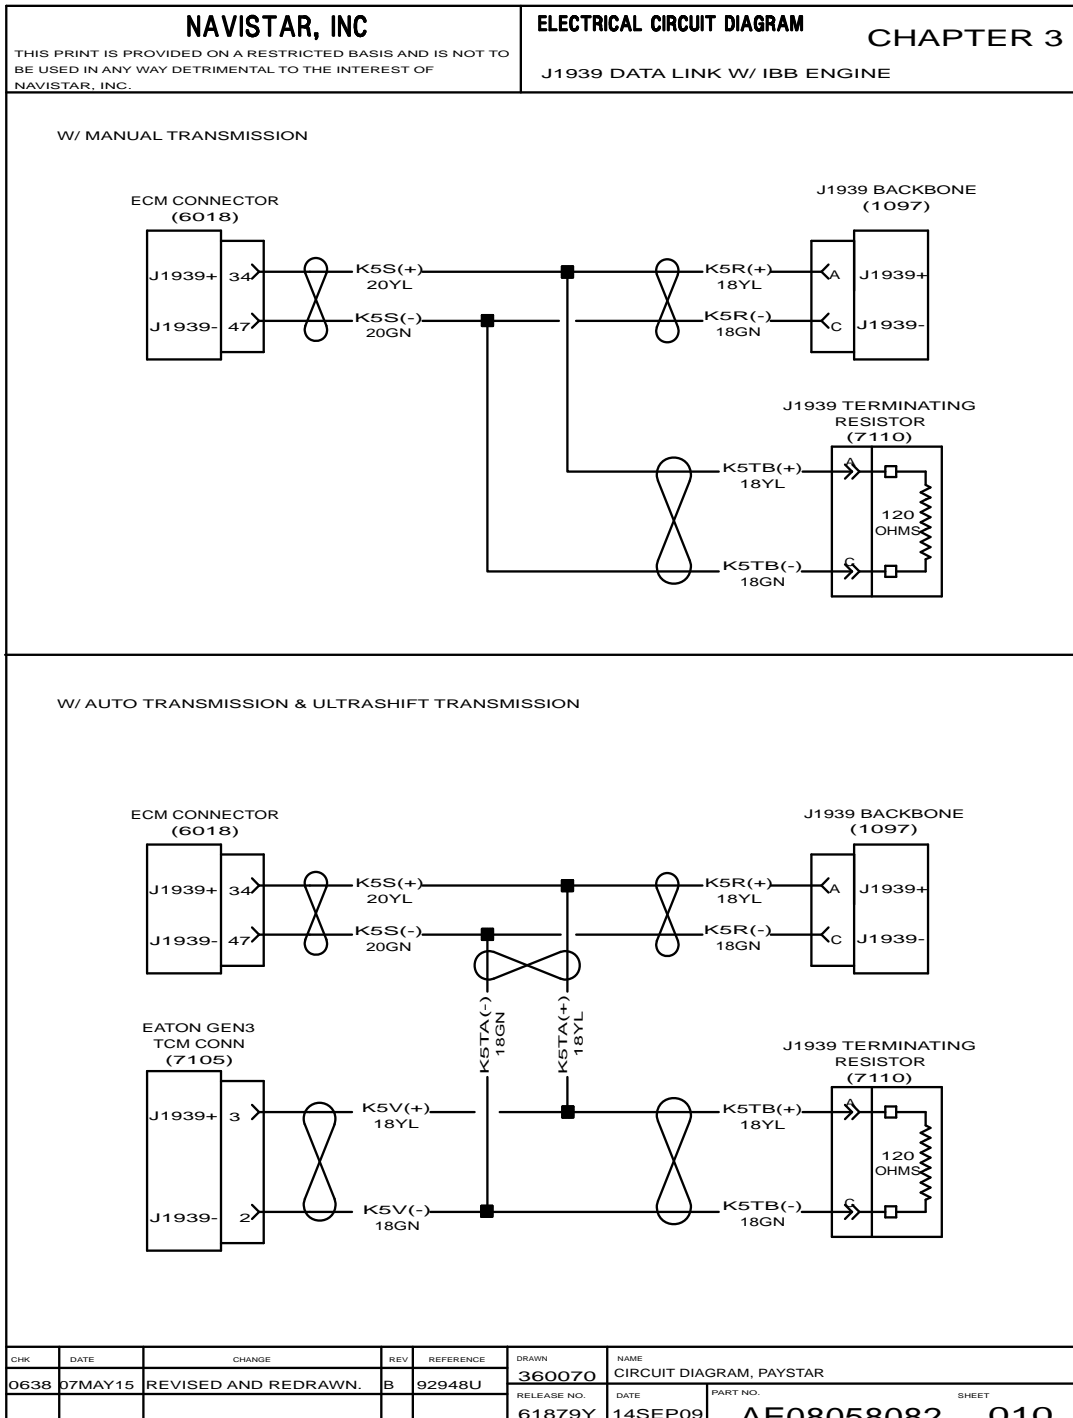 NAVISTAR, INC
THIS PRINT IS PROVIDED ON A RESTRICTED BASIS AND IS NOT TO
BE USED IN ANY WAY DETRIMENTAL TO THE INTEREST OF
NAVISTAR, INC.
ELECTRICAL CIRCUIT DIAGRAM
CHAPTER 3
J1939 DATA LINK W/ IBB ENGINE
W/ MANUAL TRANSMISSION
ECM CONNECTOR
(6018)
J1939+ 34
J1939- 47
K5S(+)
20YL
K5S(-)
20GN
K5R(+)
18YL
K5R(-)
18GN
J1939 BACKBONE
(1097)
A J1939+
C J1939-
J1939 TERMINATING
RESISTOR
(7110)
K5TB(+)
18YL
A
120
OHMS
K5TB(-)
18GN
C
W/ AUTO TRANSMISSION & ULTRASHIFT TRANSMISSION
ECM CONNECTOR
(6018)
J1939+ 34
J1939- 47
K5S(+)
20YL
K5S(-)
20GN
K5R(+)
18YL
K5R(-)
18GN
J1939 BACKBONE
(1097)
A J1939+
C J1939-
K5TA(-)
18GN
K5TA(+)
18YL
EATON GEN3
TCM CONN
(7105)
J1939+ 3
J1939- 2
K5V(+)
18YL
K5V(-)
18GN
J1939 TERMINATING
RESISTOR
(7110)
K5TB(+)
18YL
A
120
OHMS
K5TB(-)
18GN
C
CHK DATE CHANGE REV REFERENCE
0638 07MAY15 REVISED AND REDRAWN. B 92948U
DRAWN
360070
NAME
CIRCUIT DIAGRAM, PAYSTAR
RELEASE NO.
61879Y
DATE
14SEP09
PART NO.
AE08058082
SHEET
010